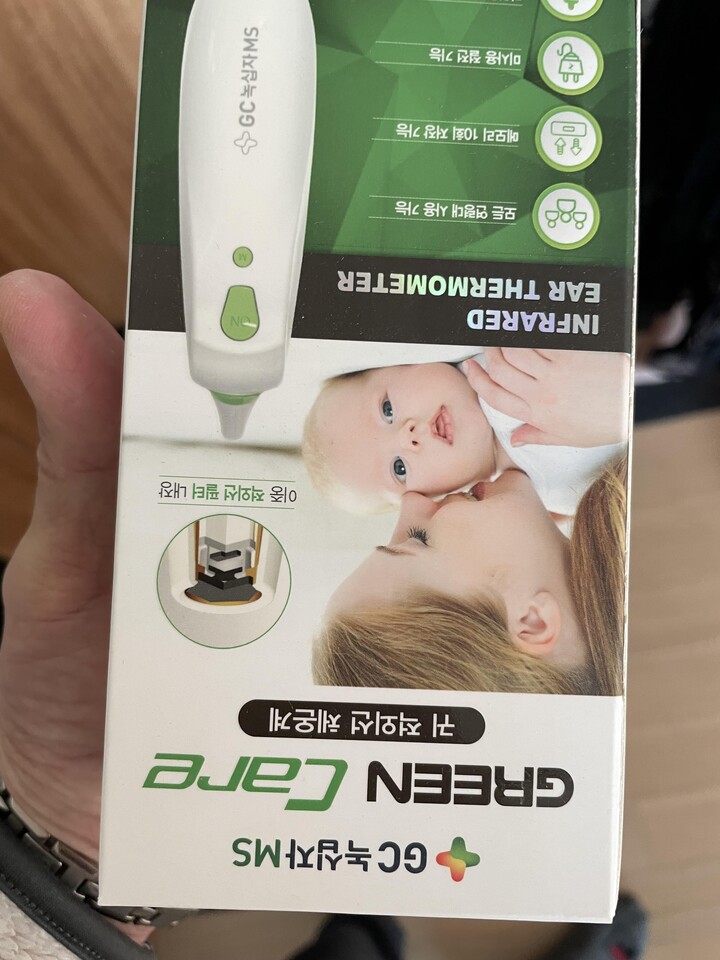 GC녹십자MS
GREEN Care
귀 적외선 체온계
이중 적외선 필터 내장
INFRARED
EAR THERMOMETER
ON
M
GC녹십자MS
모든 연령대 사용 가능
메모리 10회 저장 가능
미사용 절전 가능